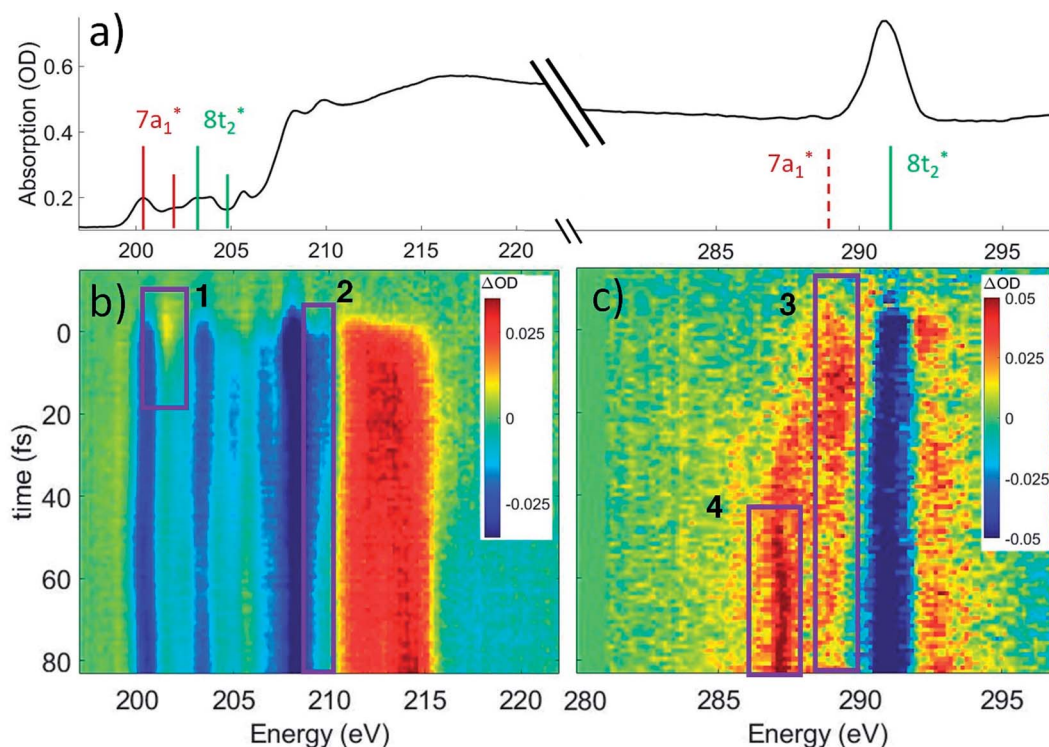 a)
Absorption (OD)
0.6
0.4
0.2
7a₁*
8t₂*
7a₁*
8t₂*
200 205 210 215 220 285 290 295
b)
1
2
ΔOD
0.025
0
-0.025
c)
3
4
ΔOD
0.05
0.025
0
-0.025
-0.05
time (fs)
0
20
40
60
80
200 205 210 215 220 280 285 290 295
Energy (eV) Energy (eV)